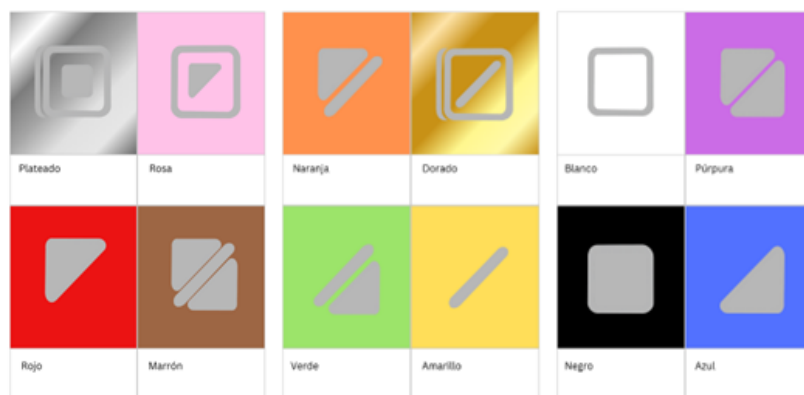 Plateado
Rosa
Naranja
Dorado
Blanco
Púrpura
Rojo
Marrón
Verde
Amarillo
Negro
Azul